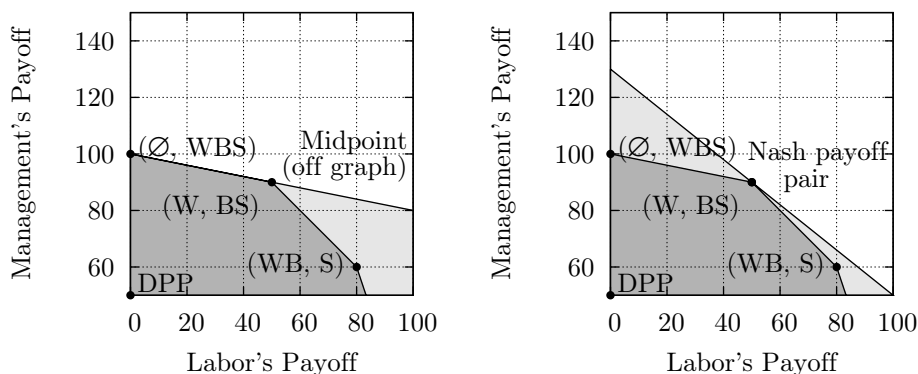 Management's Payoff
140
120
100
80
60
0 20 40 60 80 100
Labor's Payoff
(∅, WBS)
Midpoint
(off graph)
(W, BS)
(WB, S)
DPP
Management's Payoff
140
120
100
80
60
0 20 40 60 80 100
Labor's Payoff
(∅, WBS)
Nash payoff
pair
(W, BS)
(WB, S)
DPP